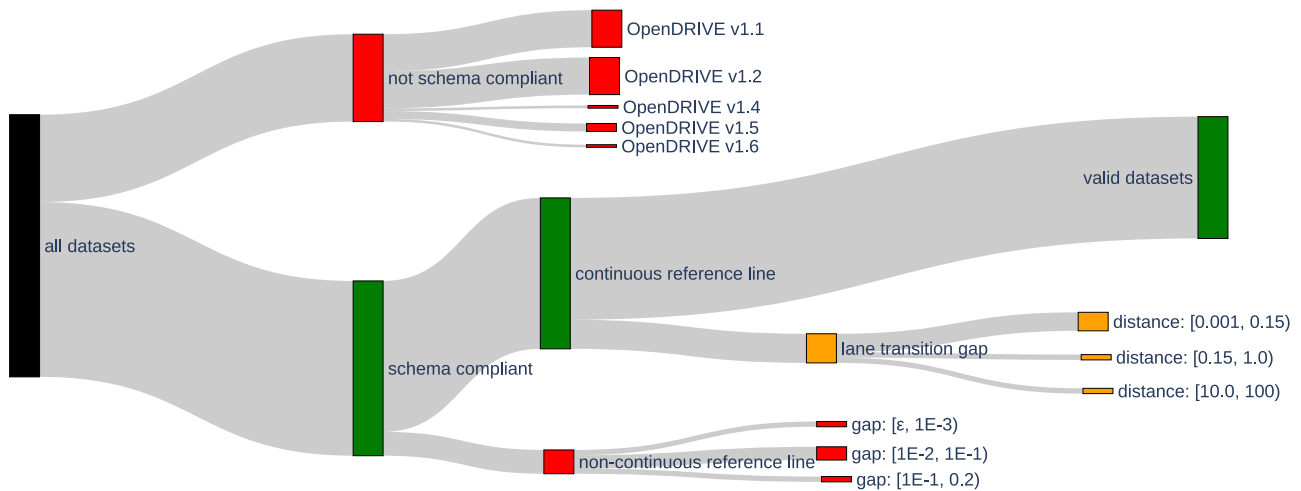 OpenDRIVE v1.1
not schema compliant
OpenDRIVE v1.2
OpenDRIVE v1.4
OpenDRIVE v1.5
OpenDRIVE v1.6
valid datasets
all datasets
continuous reference line
distance: [0.001, 0.15)
lane transition gap
distance: [0.15, 1.0)
schema compliant
distance: [10.0, 100)
gap: [ε, 1E-3)
non-continuous reference line
gap: [1E-2, 1E-1)
gap: [1E-1, 0.2)